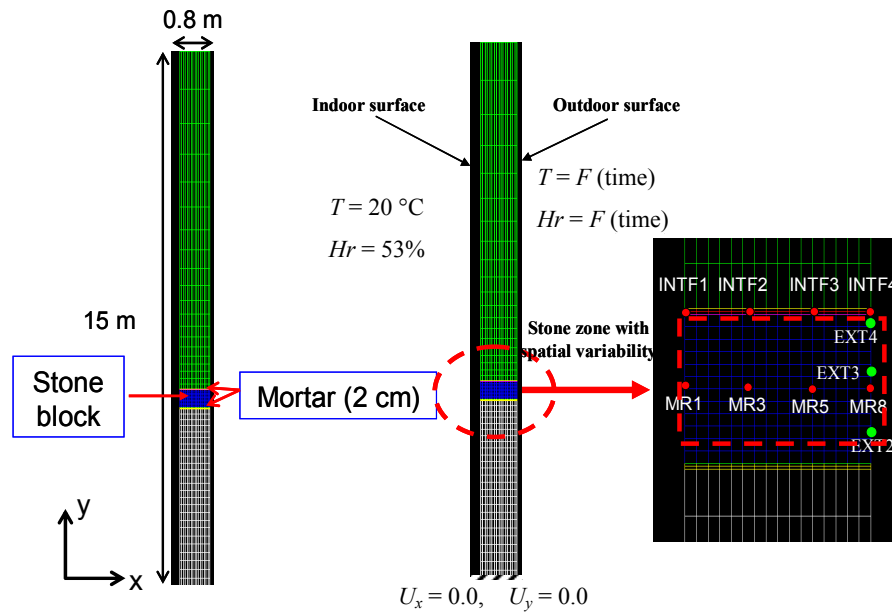 0.8 m
15 m
Stone
block
Mortar (2 cm)
y
x
Indoor surface
Outdoor surface
T = 20 °C
Hr = 53%
T = F (time)
Hr = F (time)
Stone zone with
spatial variability
U_x = 0.0, U_y = 0.0
INTF1 INTF2 INTF3 INTF4
EXT4
EXT3
MR1 MR3 MR5 MR8
EXT2